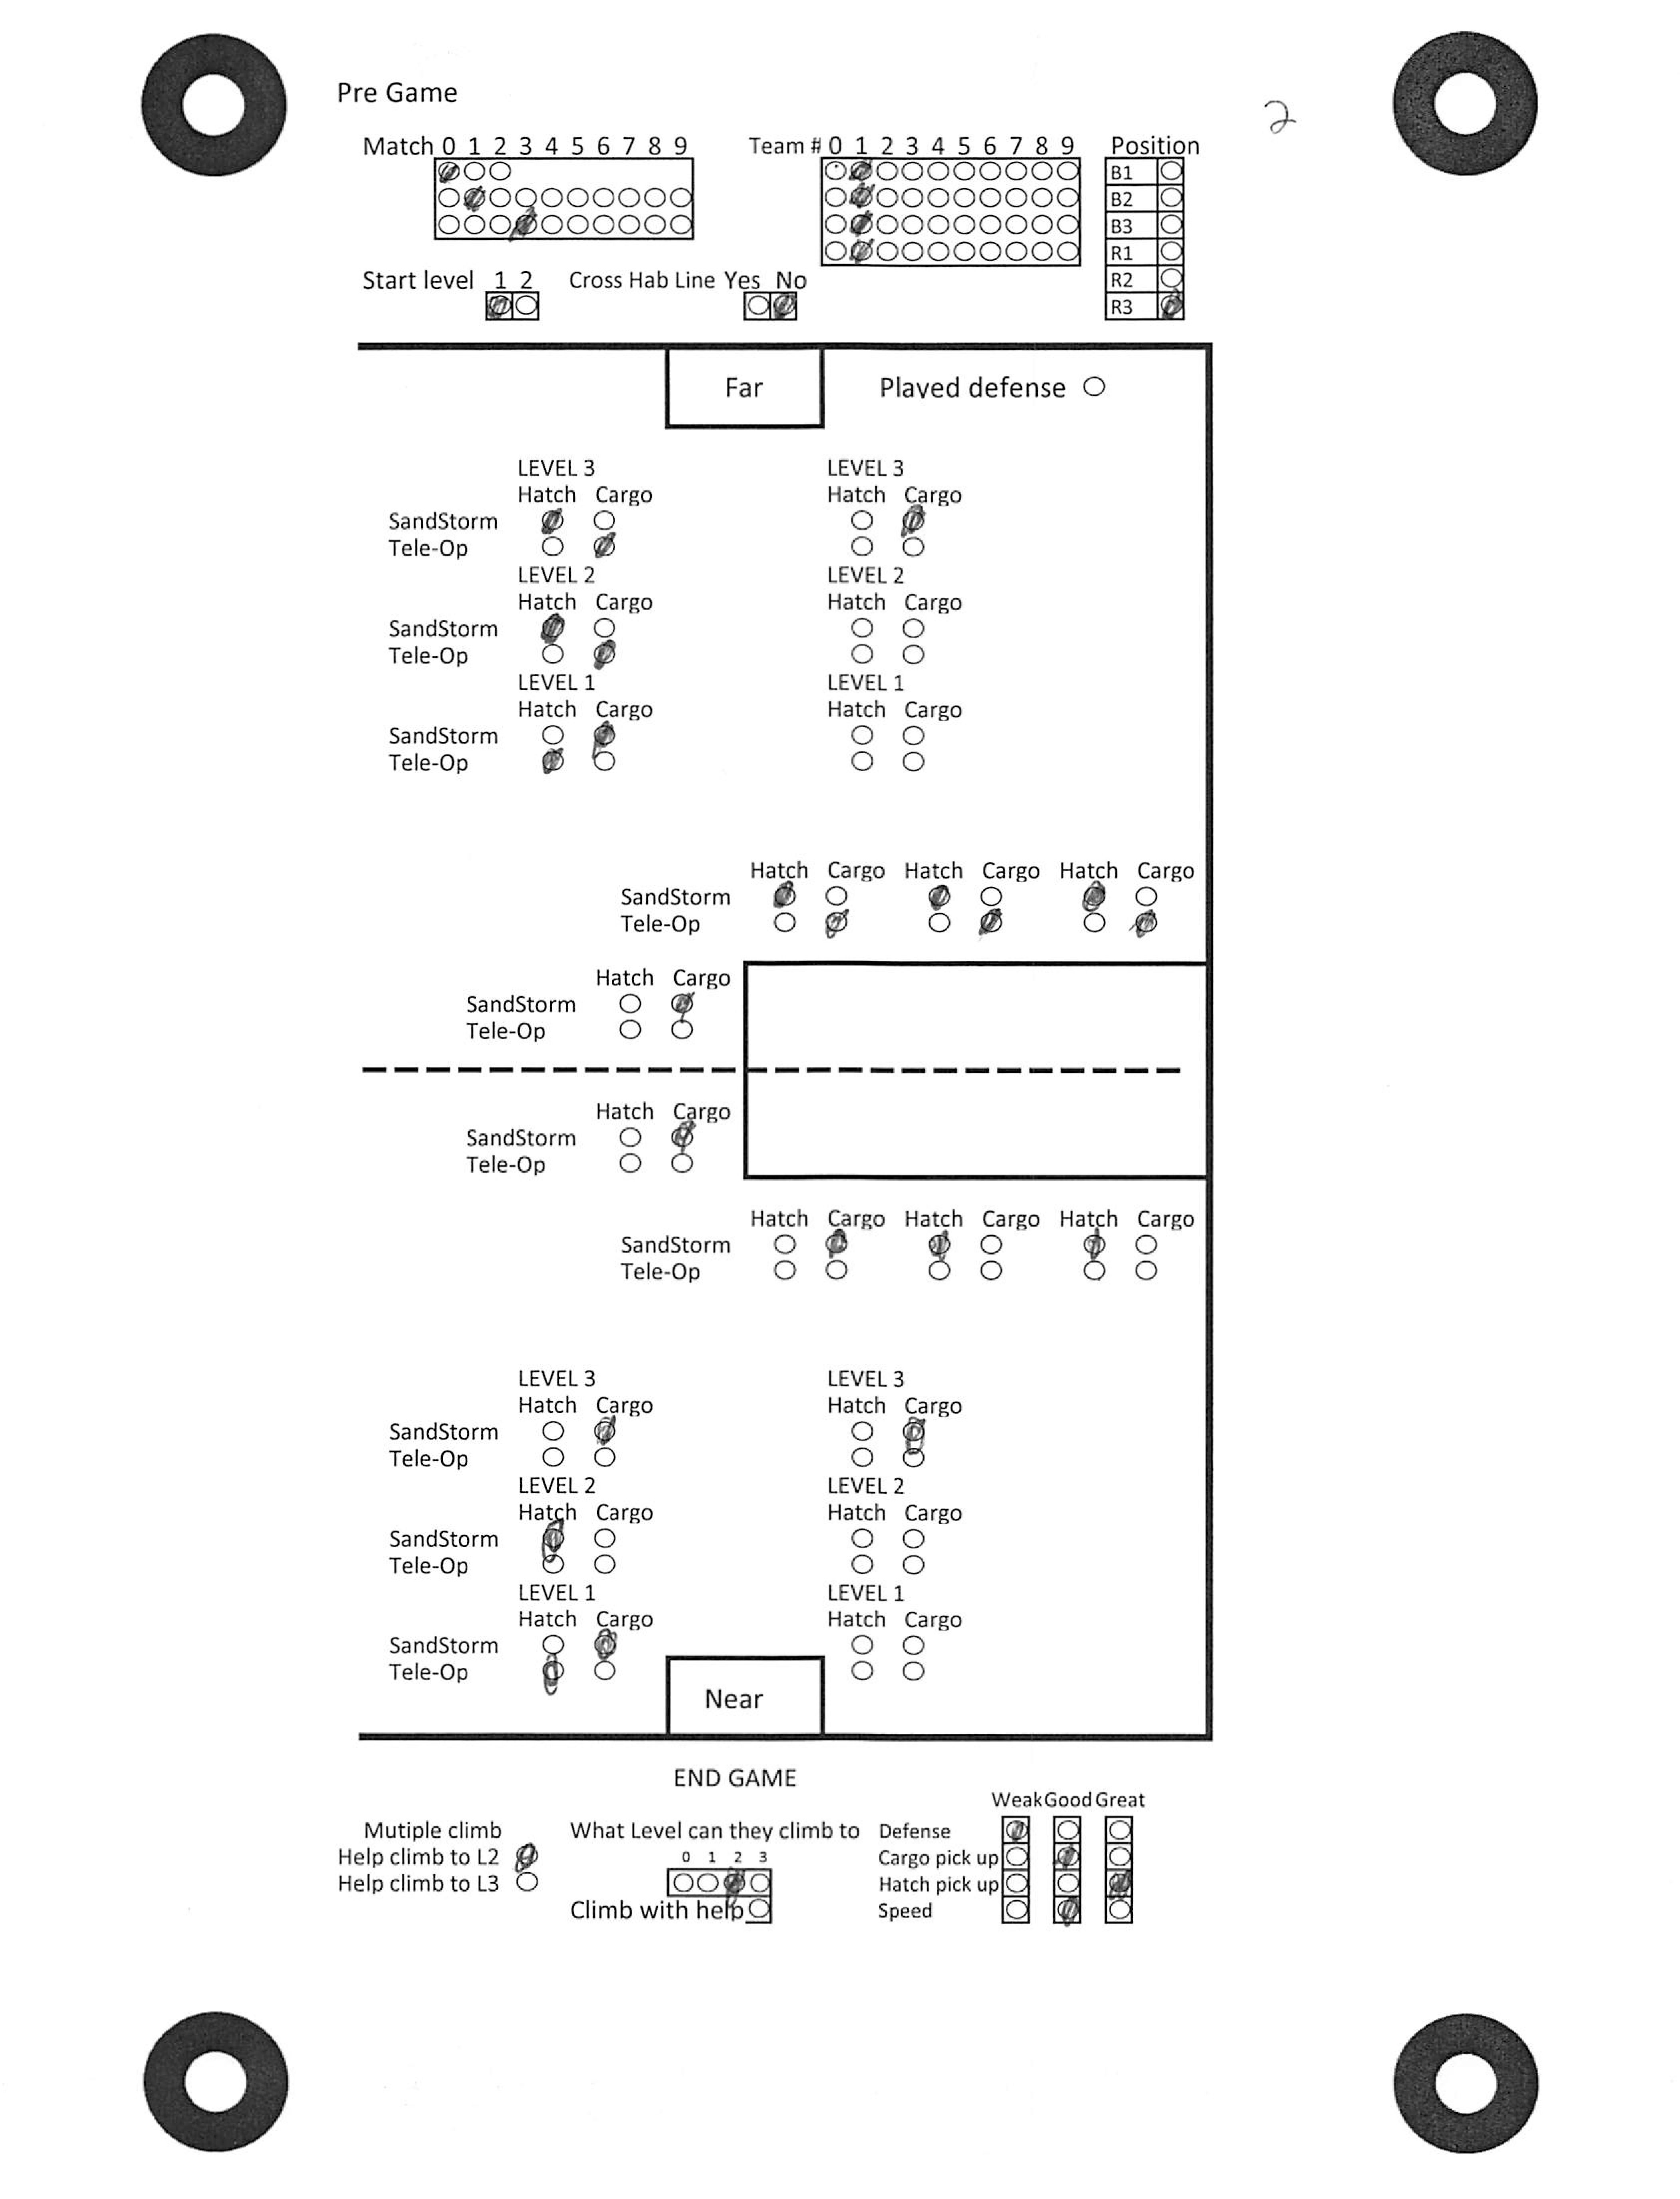 Pre Game
2
Match 0 1 2 3 4 5 6 7 8 9
Team # 0 1 2 3 4 5 6 7 8 9
Position
B1
B2
B3
R1
R2
R3
Start level 1 2
Cross Hab Line Yes No
Far
Played defense
LEVEL 3 LEVEL 3
Hatch Cargo Hatch Cargo
SandStorm
Tele-Op
LEVEL 2 LEVEL 2
Hatch Cargo Hatch Cargo
SandStorm
Tele-Op
LEVEL 1 LEVEL 1
Hatch Cargo Hatch Cargo
SandStorm
Tele-Op
Hatch Cargo Hatch Cargo Hatch Cargo
SandStorm
Tele-Op
Hatch Cargo
SandStorm
Tele-Op
Hatch Cargo
SandStorm
Tele-Op
Hatch Cargo Hatch Cargo Hatch Cargo
SandStorm
Tele-Op
LEVEL 3 LEVEL 3
Hatch Cargo Hatch Cargo
SandStorm
Tele-Op
LEVEL 2 LEVEL 2
Hatch Cargo Hatch Cargo
SandStorm
Tele-Op
LEVEL 1 LEVEL 1
Hatch Cargo Hatch Cargo
SandStorm
Tele-Op
Near
END GAME
Mutiple climb
Help climb to L2
Help climb to L3
What Level can they climb to
0 1 2 3
Climb with help
Weak Good Great
Defense
Cargo pick up
Hatch pick up
Speed